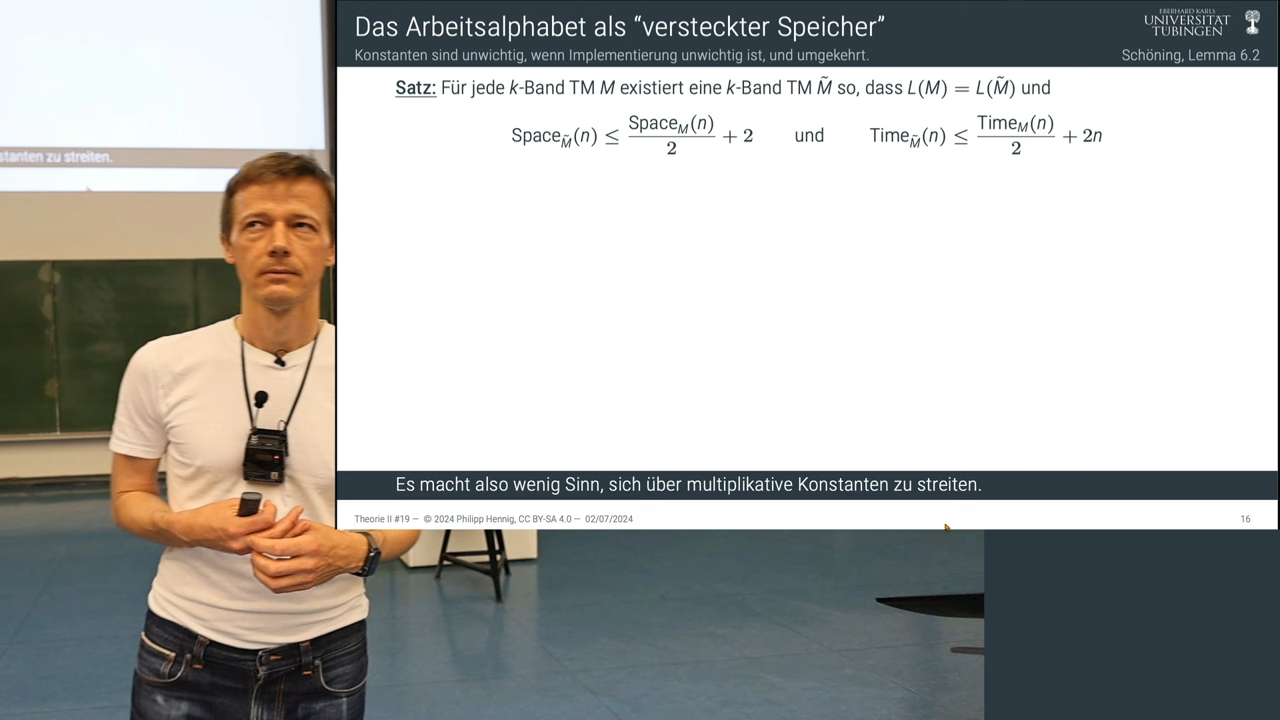 stanten zu streiten.
Das Arbeitsalphabet als “versteckter Speicher”
Konstanten sind unwichtig, wenn Implementierung unwichtig ist, und umgekehrt.
EBERHARD KARLS
UNIVERSITÄT
TÜBINGEN
Schöning, Lemma 6.2
Satz: Für jede k-Band TM M existiert eine k-Band TM M̃ so, dass L(M) = L(M̃) und
Space_M̃(n) ≤ Space_M(n)/2 + 2 und Time_M̃(n) ≤ Time_M(n)/2 + 2n
Es macht also wenig Sinn, sich über multiplikative Konstanten zu streiten.
Theorie II #19 — © 2024 Philipp Hennig, CC BY-SA 4.0 — 02/07/2024
16